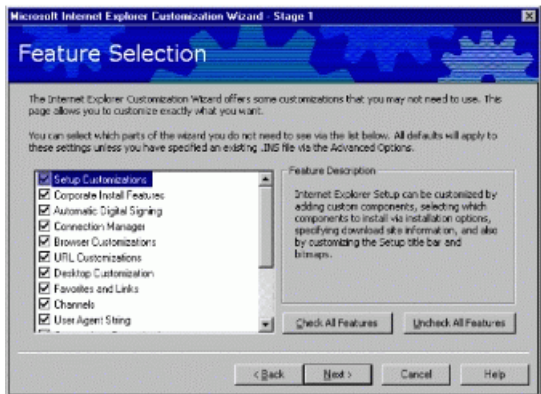 Microsoft Internet Explorer Customization Wizard - Stage 1
Feature Selection
The Internet Explorer Customization Wizard offers some customizations that you may not need to use. This
page allows you to customize exactly what you want.
You can select which parts of the wizard you do not need to see via the list below. All defaults will apply to
these settings unless you have specified an existing .INS file via the Advanced Options.
Setup Customizations
Corporate Install Features
Automatic Digital Signing
Connection Manager
Browser Customizations
URL Customizations
Desktop Customization
Favorites and Links
Channels
User Agent String
Feature Description
Internet Explorer Setup can be customized by
adding custom components, selecting which
components to install via installation options,
specifying download site information, and also
by customizing the Setup title bar and
bitmaps.
Check All Features
Uncheck All Features
< Back
Next >
Cancel
Help